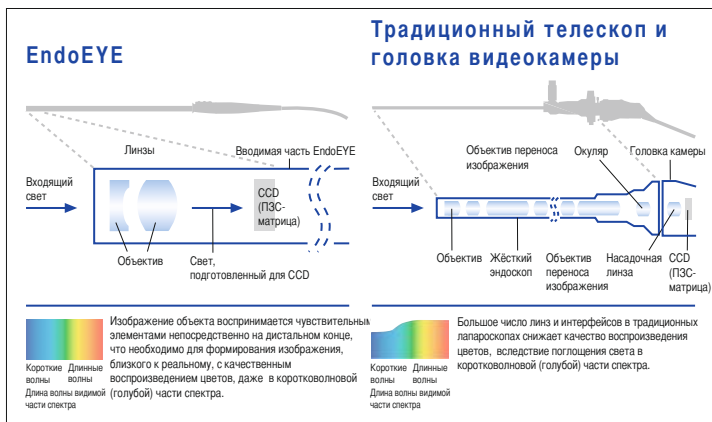 EndoEYE
Линзы
Вводимая часть EndoEYE
Входящий
свет
CCD
(ПЗС-
матрица)
Объектив
Свет,
подготовленный для CCD
Изображение объекта воспринимается чувствительным
элементами непосредственно на дистальном конце,
что необходимо для формирования изображения,
близкого к реальному, с качественным
воспроизведением цветов, даже в коротковолновой
(голубой) части спектра.
Короткие
волны
Длинные
волны
Длина волны видимой
части спектра
Традиционный телескоп и
головка видеокамеры
Объектив переноса
изображения
Окуляр
Головка камеры
Входящий
свет
Объектив
Жёсткий
эндоскоп
Объектив
переноса
изображения
Насадочная
линза
CCD
(ПЗС-
матрица)
Большое число линз и интерфейсов в традиционных
лапароскопах снижает качество воспроизведения
цветов, вследствие поглощения света в
коротковолновой (голубой) части спектра.
Короткие
волны
Длинные
волны
Длина волны видимой
части спектра